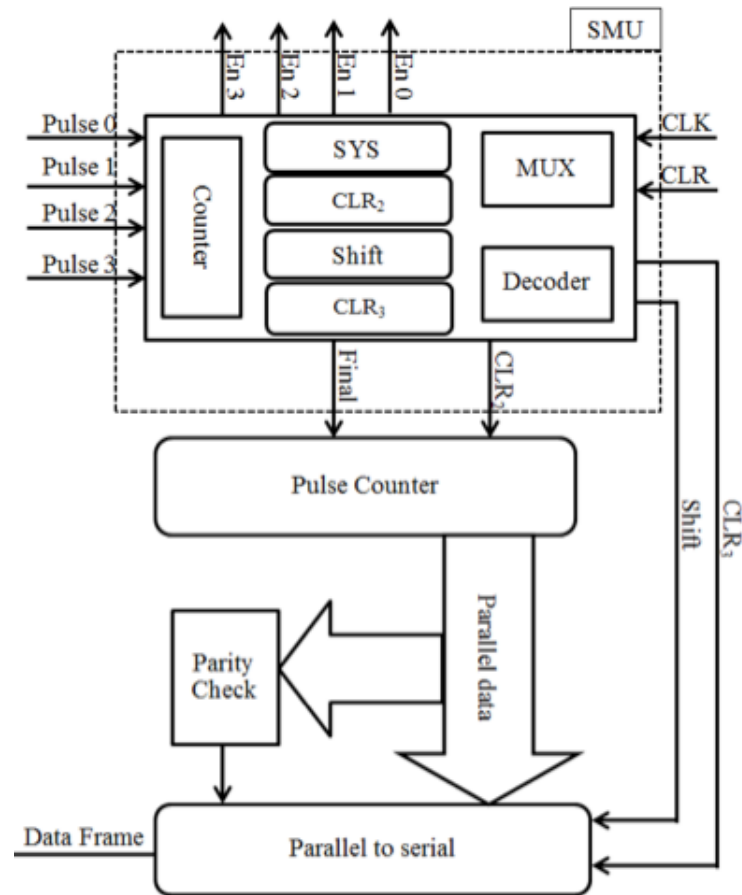 SMU
En 3
En 2
En 1
En 0
Pulse 0
Pulse 1
Pulse 2
Pulse 3
Counter
SYS
CLR₂
Shift
CLR₃
MUX
Decoder
CLK
CLR
Final
CLR₂
Pulse Counter
Shift
CLR₃
Parallel data
Parity
Check
Data Frame
Parallel to serial